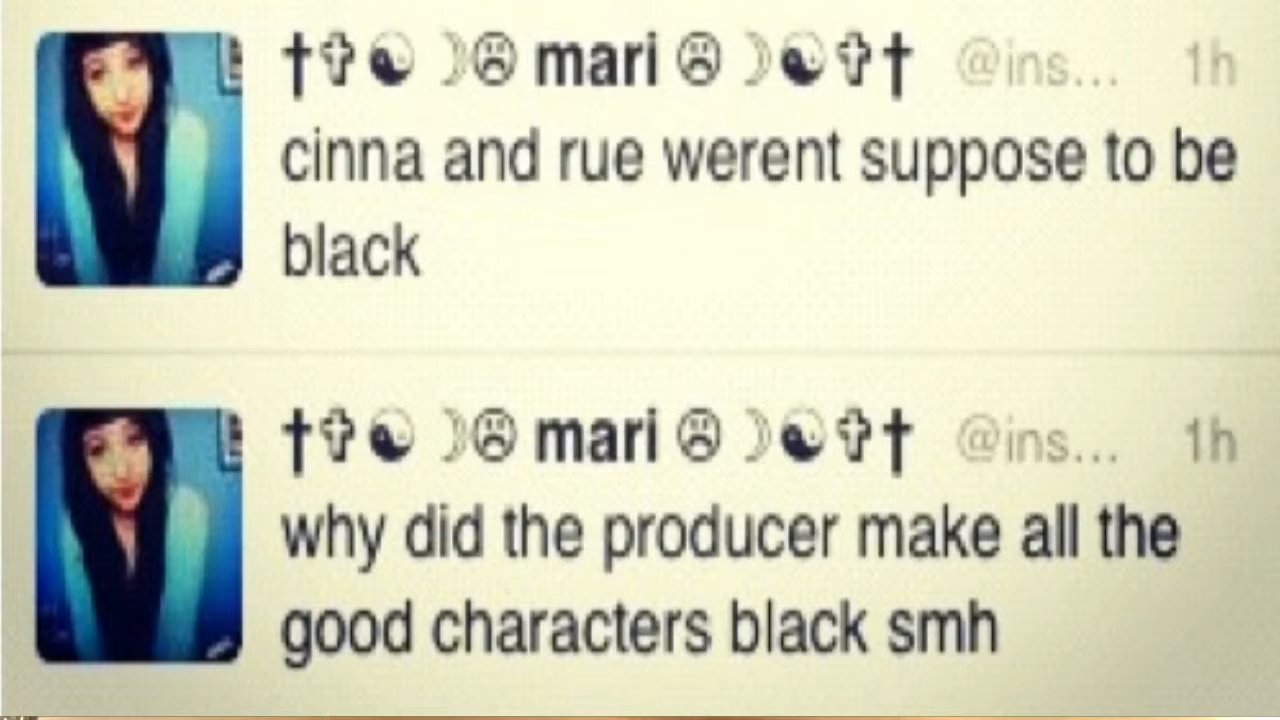 †✞☯☽☹ mari ☹☽☯✞† @ins... 1h
cinna and rue werent suppose to be
black
†✞☯☽☹ mari ☹☽☯✞† @ins... 1h
why did the producer make all the
good characters black smh